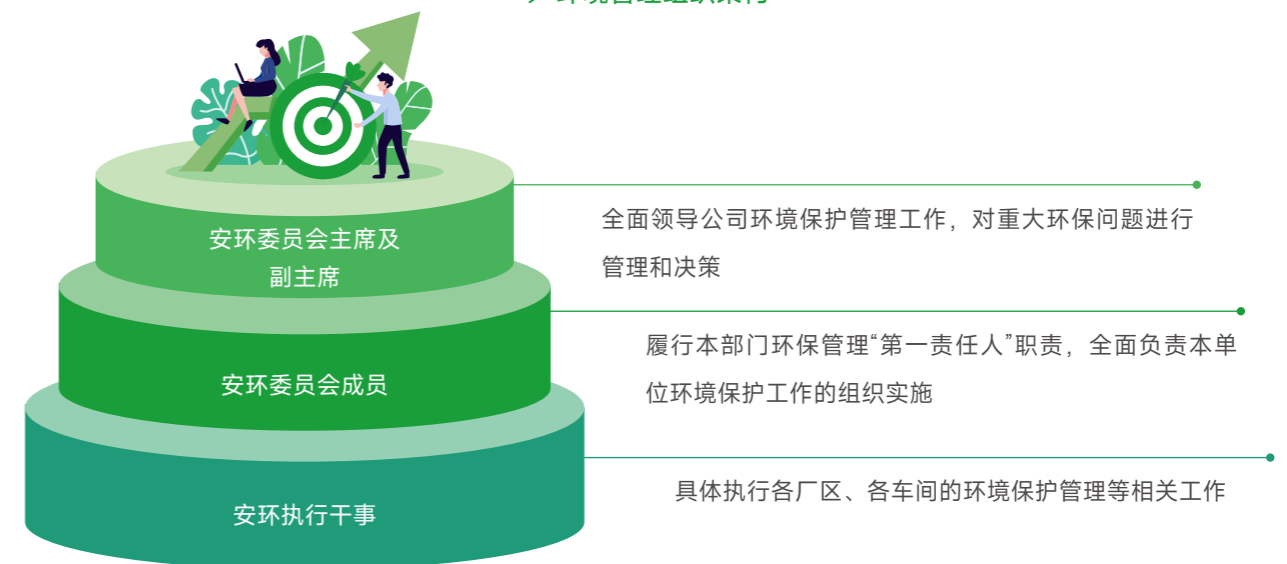 安环委员会主席及
副主席
全面领导公司环境保护管理工作，对重大环保问题进行
管理和决策
安环委员会成员
履行本部门环保管理“第一责任人”职责，全面负责本单
位环境保护工作的组织实施
安环执行干事
具体执行各厂区、各车间的环境保护管理等相关工作